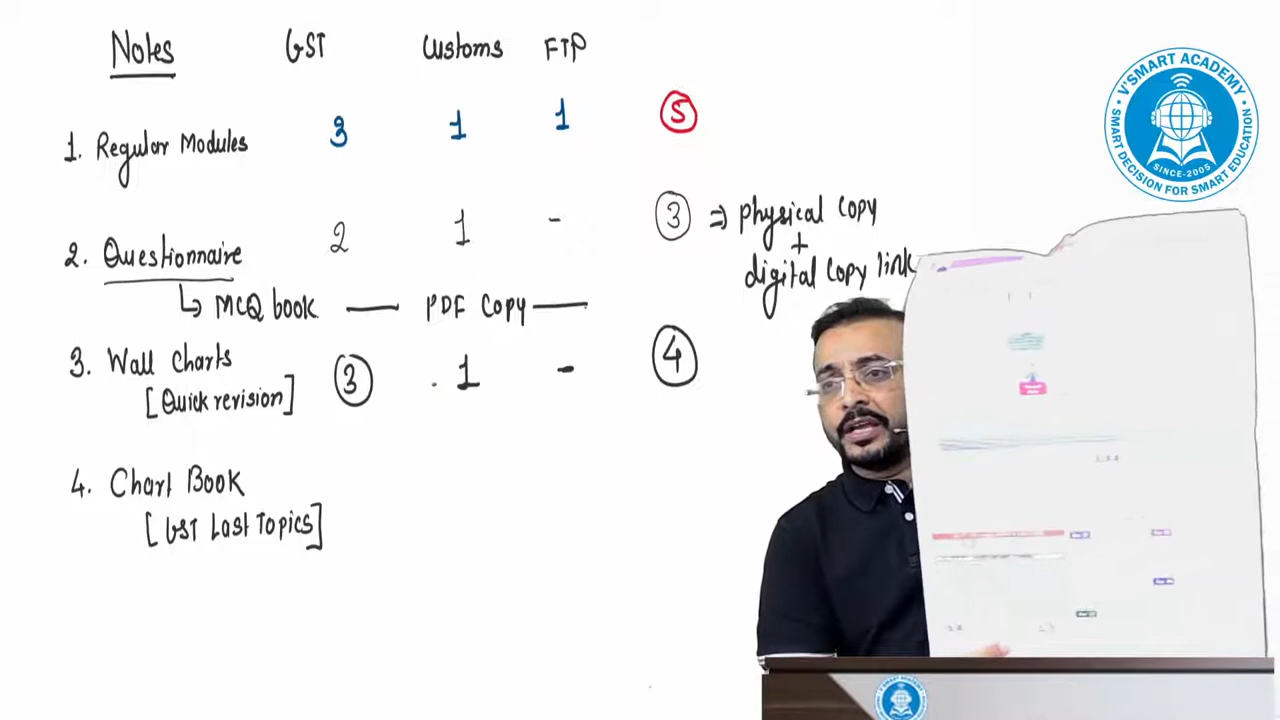 Notes GST Customs FTP
1. Regular Modules 3 1 1 5
2. Questionnaire 2 1 - 3 ⇒ physical copy
+
digital copy link
↳ MCQ book — PDF Copy —
3. Wall Charts 3 1 - 4
[Quick revision]
4. Chart Book
[GST Last Topics]
V'SMART ACADEMY
SINCE-2005
SMART DECISION FOR SMART EDUCATION